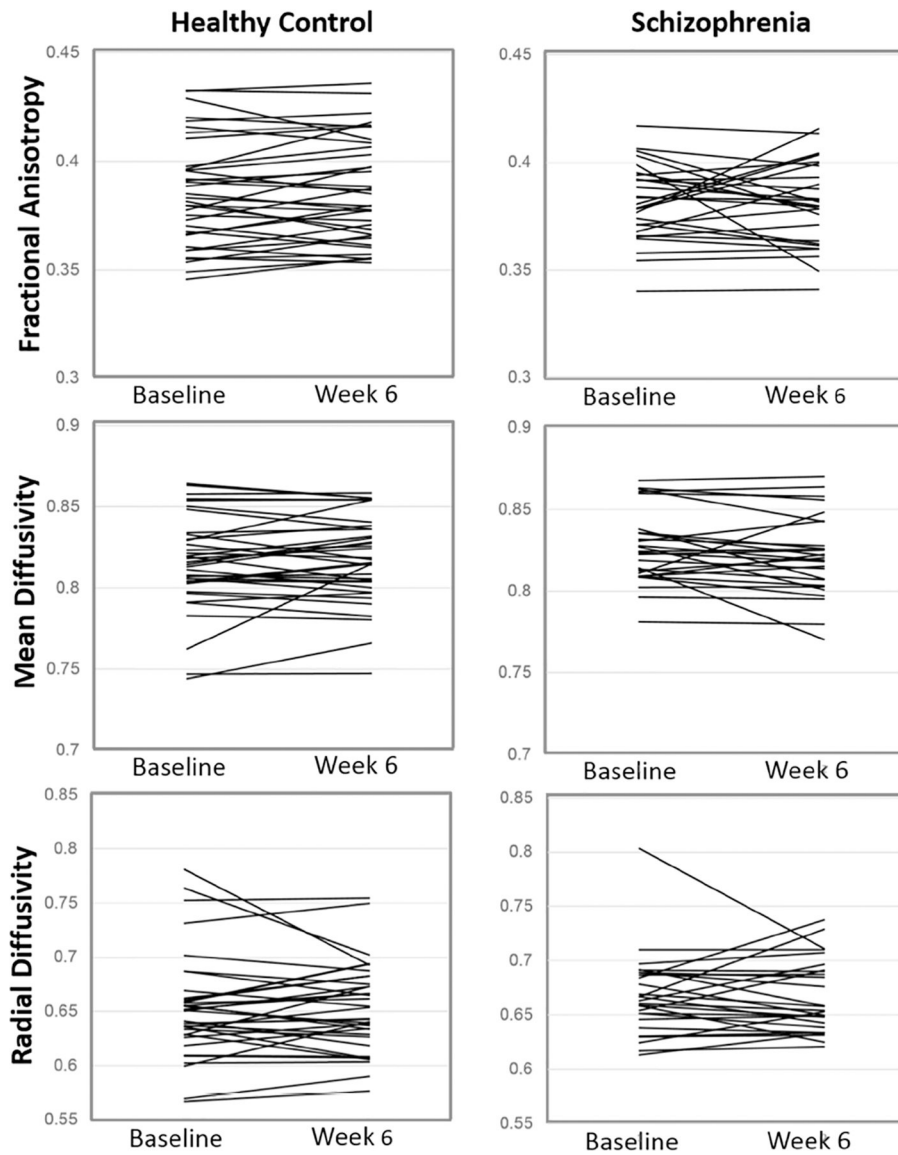 Healthy Control
Schizophrenia
Fractional Anisotropy
0.45
0.4
0.35
0.3
Baseline
Week 6
0.45
0.4
0.35
0.3
Baseline
Week 6
Mean Diffusivity
0.9
0.85
0.8
0.75
0.7
Baseline
Week 6
0.9
0.85
0.8
0.75
0.7
Baseline
Week 6
Radial Diffusivity
0.85
0.8
0.75
0.7
0.65
0.6
0.55
Baseline
Week 6
0.85
0.8
0.75
0.7
0.65
0.6
0.55
Baseline
Week 6